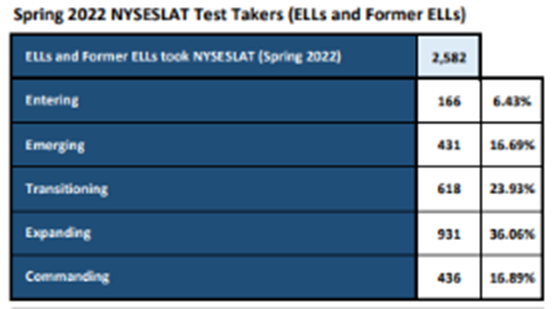 Spring 2022 NYSESLAT Test Takers (ELLs and Former ELLs)
ELLs and Former ELLs took NYSESLAT (Spring 2022) 2,582
Entering 166 6.43%
Emerging 431 16.69%
Transitioning 618 23.93%
Expanding 931 36.06%
Commanding 436 16.89%